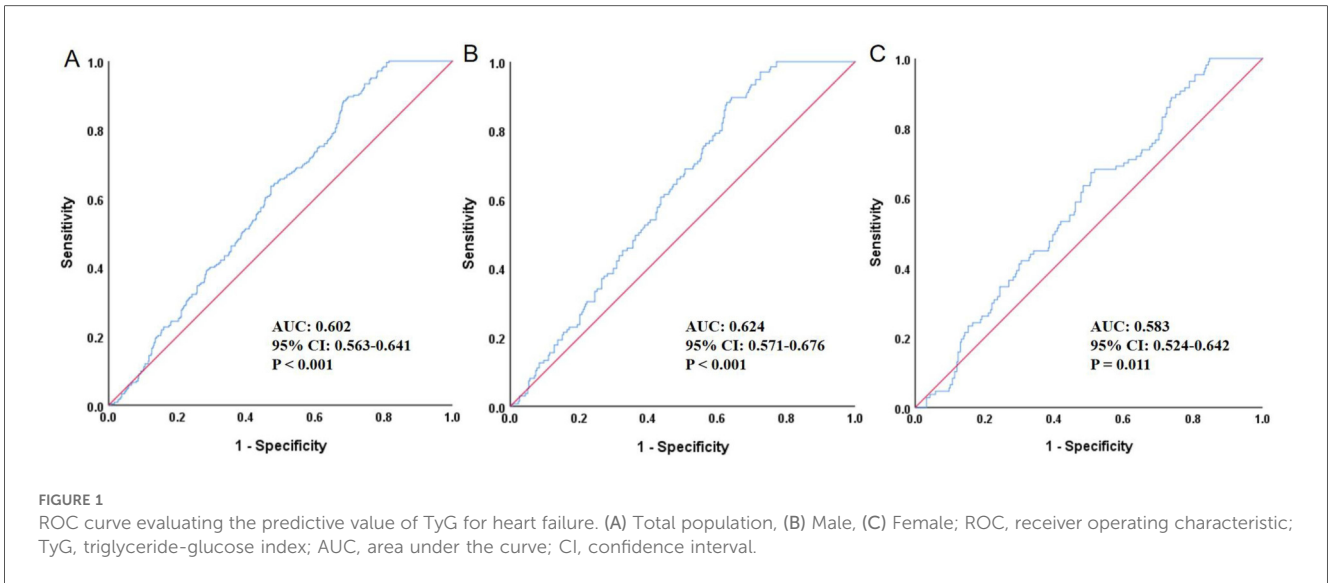 A
1.0
0.8
0.6
0.4
0.2
0.0
Sensitivity
0.0 0.2 0.4 0.6 0.8 1.0
1 - Specificity
AUC: 0.602
95% CI: 0.563-0.641
P < 0.001
B
1.0
0.8
0.6
0.4
0.2
0.0
Sensitivity
0.0 0.2 0.4 0.6 0.8 1.0
1 - Specificity
AUC: 0.624
95% CI: 0.571-0.676
P < 0.001
C
1.0
0.8
0.6
0.4
0.2
0.0
Sensitivity
0.0 0.2 0.4 0.6 0.8 1.0
1 - Specificity
AUC: 0.583
95% CI: 0.524-0.642
P = 0.011
FIGURE 1
ROC curve evaluating the predictive value of TyG for heart failure. (A) Total population, (B) Male, (C) Female; ROC, receiver operating characteristic;
TyG, triglyceride-glucose index; AUC, area under the curve; CI, confidence interval.